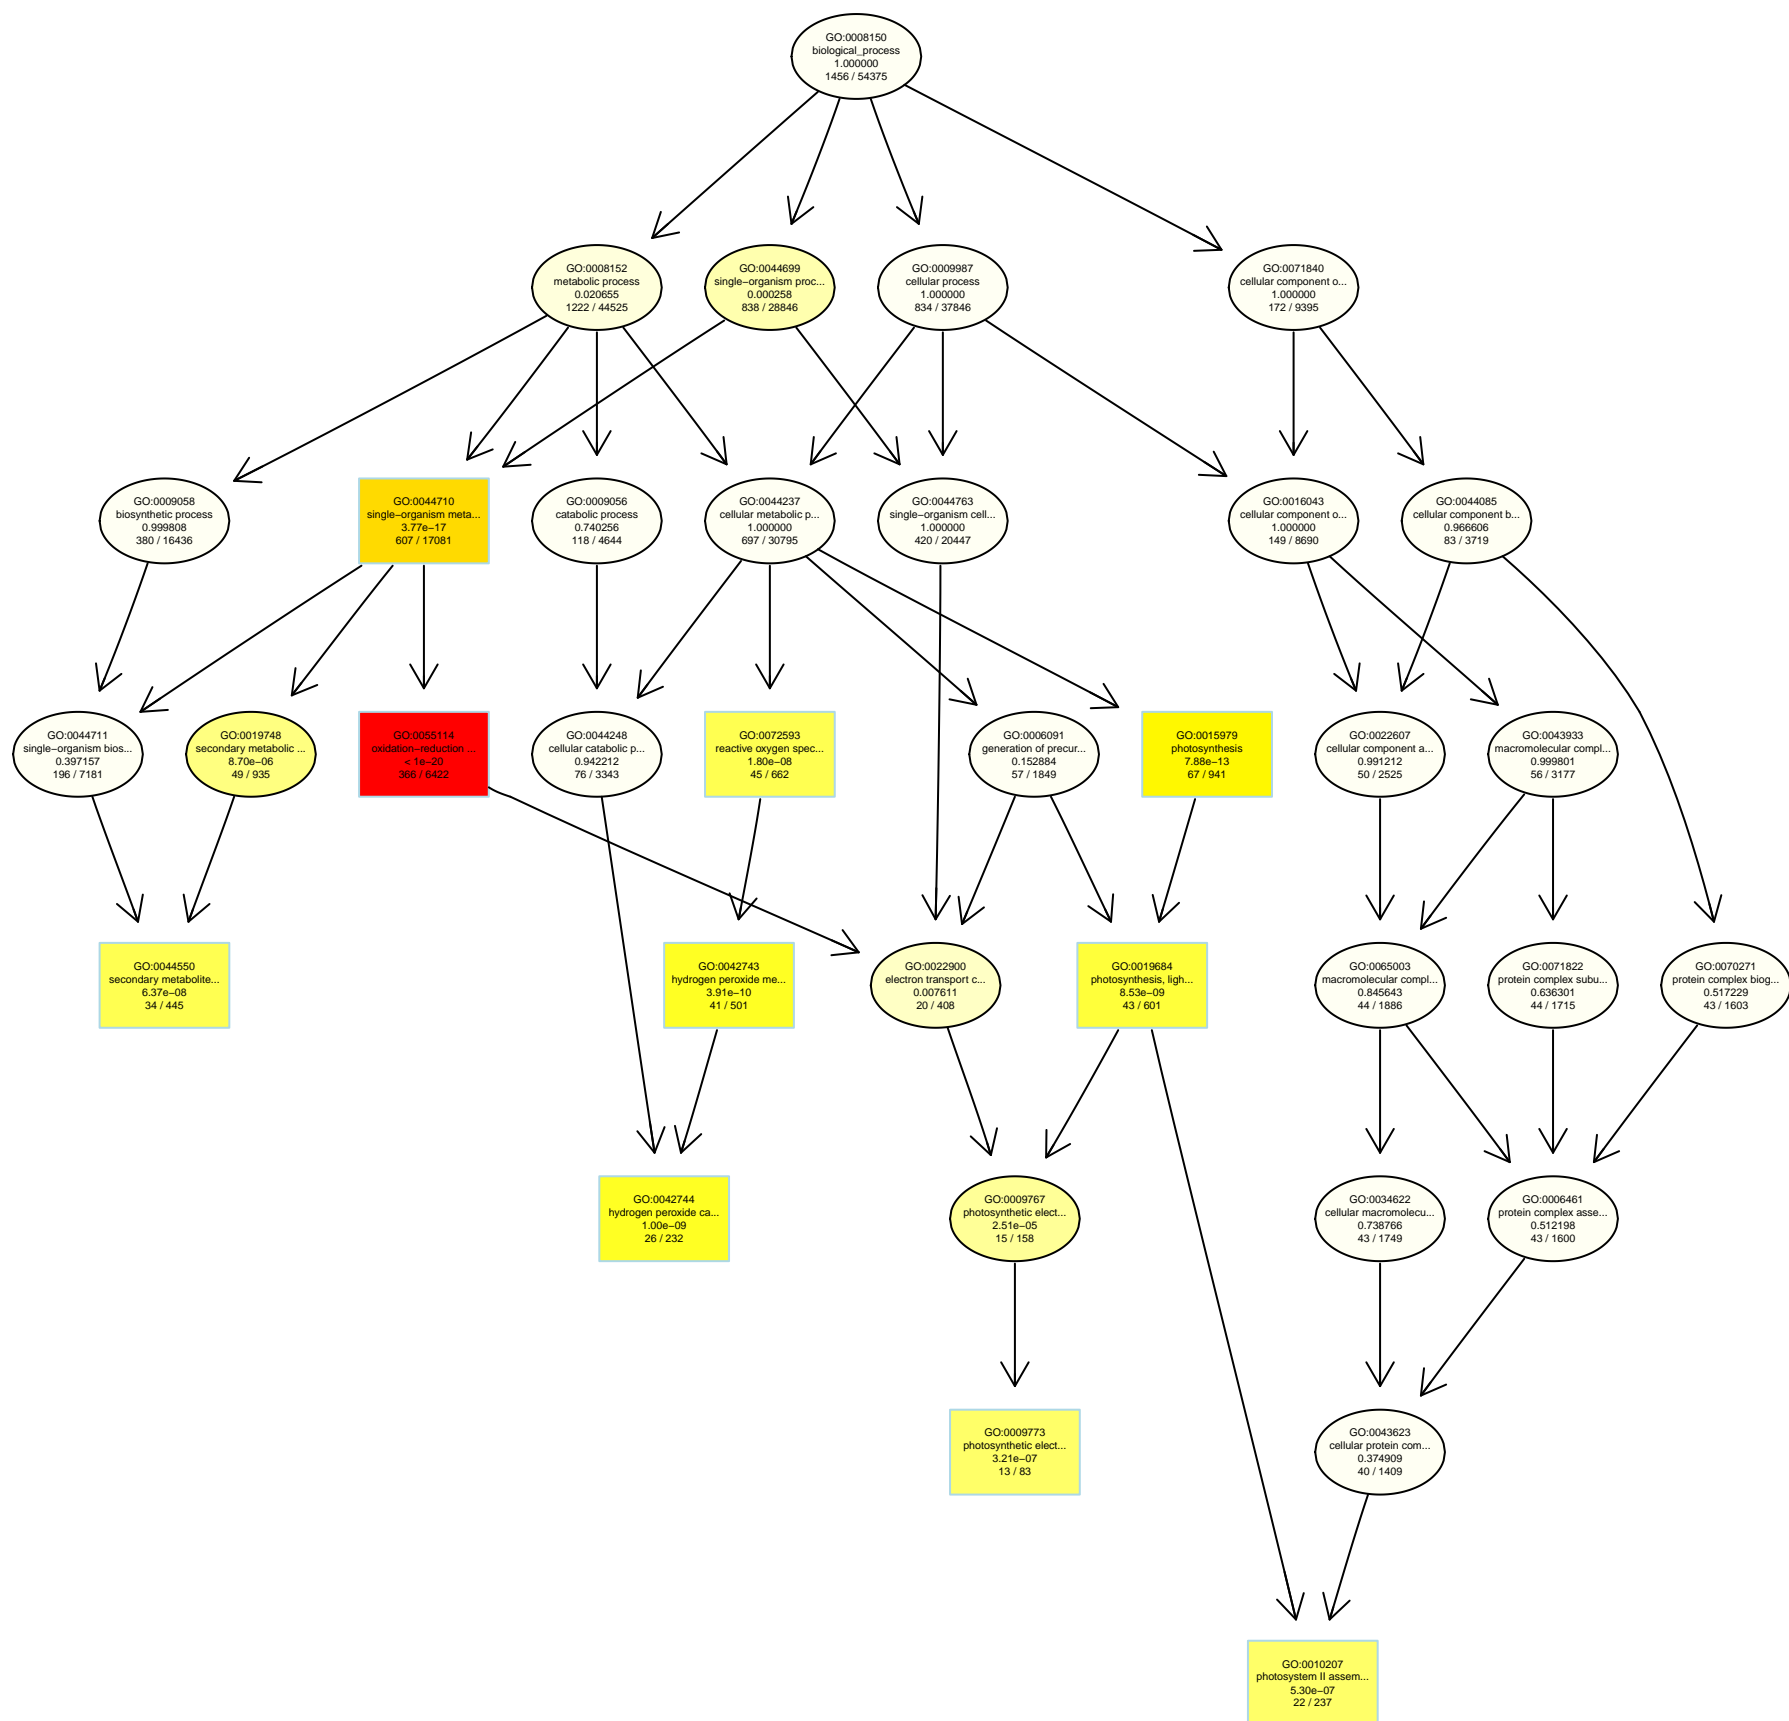 GO:0008150
biological_process
1.000000
1456 / 54375
GO:0008152
metabolic process
0.020655
1222 / 44525
GO:0044699
single−organism proc...
0.000258
838 / 28846
GO:0009987
cellular process
1.000000
834 / 37846
GO:0071840
cellular component o...
1.000000
172 / 9395
GO:0009058
biosynthetic process
0.999808
380 / 16436
GO:0044710
single−organism meta...
3.77e−17
607 / 17081
GO:0009056
catabolic process
0.740256
118 / 4644
GO:0044237
cellular metabolic p...
1.000000
697 / 30795
GO:0044763
single−organism cell...
1.000000
420 / 20447
GO:0016043
cellular component o...
1.000000
149 / 8690
GO:0044085
cellular component b...
0.966606
83 / 3719
GO:0044711
single−organism bios...
0.397157
196 / 7181
GO:0019748
secondary metabolic ...
8.70e−06
49 / 935
GO:0055114
oxidation−reduction ...
< 1e−20
366 / 6422
GO:0044248
cellular catabolic p...
0.942212
76 / 3343
GO:0072593
reactive oxygen spec...
1.80e−08
45 / 662
GO:0006091
generation of precur...
0.152884
57 / 1849
GO:0015979
photosynthesis
7.88e−13
67 / 941
GO:0022607
cellular component a...
0.991212
50 / 2525
GO:0043933
macromolecular compl...
0.999801
56 / 3177
GO:0044550
secondary metabolite...
6.37e−08
34 / 445
GO:0042743
hydrogen peroxide me...
3.91e−10
41 / 501
GO:0022900
electron transport c...
0.007611
20 / 408
GO:0019684
photosynthesis, ligh...
8.53e−09
43 / 601
GO:0065003
macromolecular compl...
0.845643
44 / 1886
GO:0071822
protein complex subu...
0.636301
44 / 1715
GO:0070271
protein complex biog...
0.517229
43 / 1603
GO:0042744
hydrogen peroxide ca...
1.00e−09
26 / 232
GO:0009767
photosynthetic elect...
2.51e−05
15 / 158
GO:0034622
cellular macromolecu...
0.738766
43 / 1749
GO:0006461
protein complex asse...
0.512198
43 / 1600
GO:0009773
photosynthetic elect...
3.21e−07
13 / 83
GO:0043623
cellular protein com...
0.374909
40 / 1409
GO:0010207
photosystem II assem...
5.30e−07
22 / 237